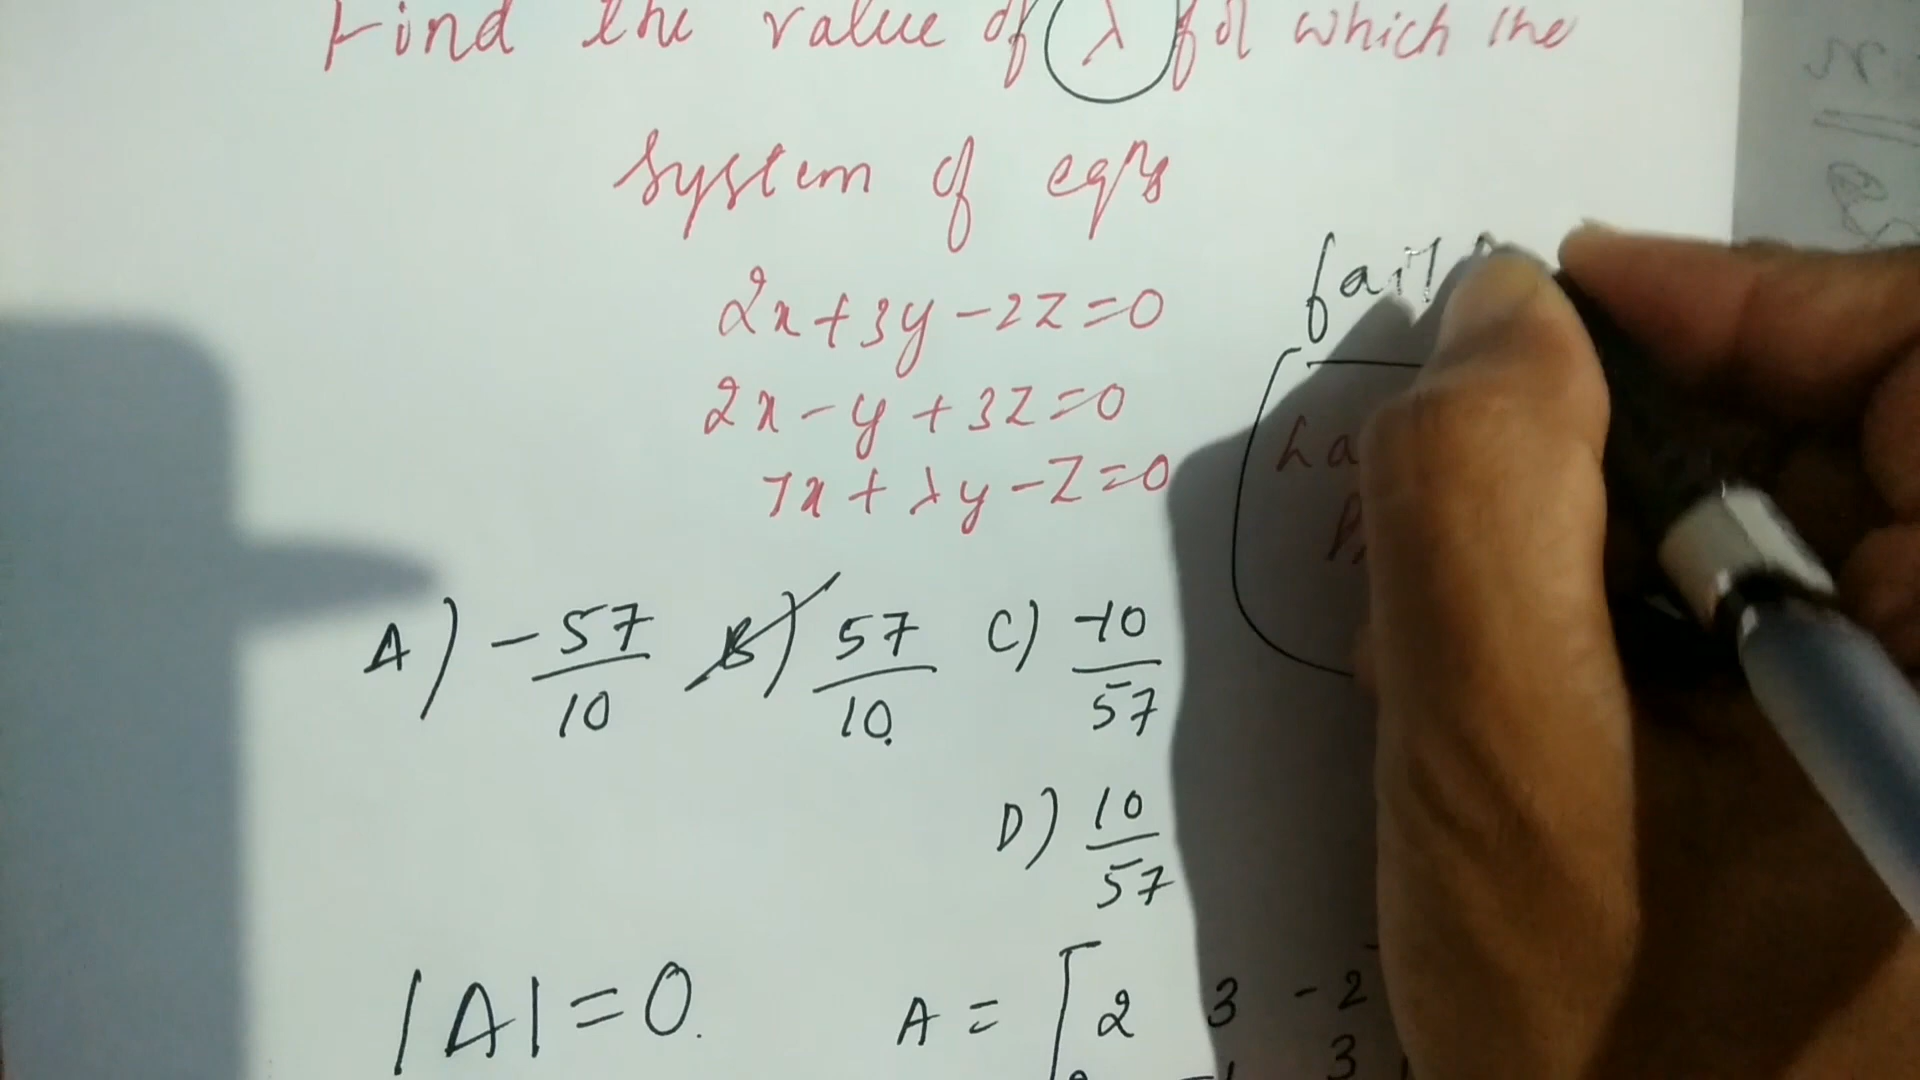 Find the value of λ for which the
system of eqns
2x+3y-2z=0
2x-y+3z=0
7x+λy-z=0
A) -57/10 B) 57/10 C) -10/57
D) 10/57
|A|=0. A = [2 3 -2
-1 3